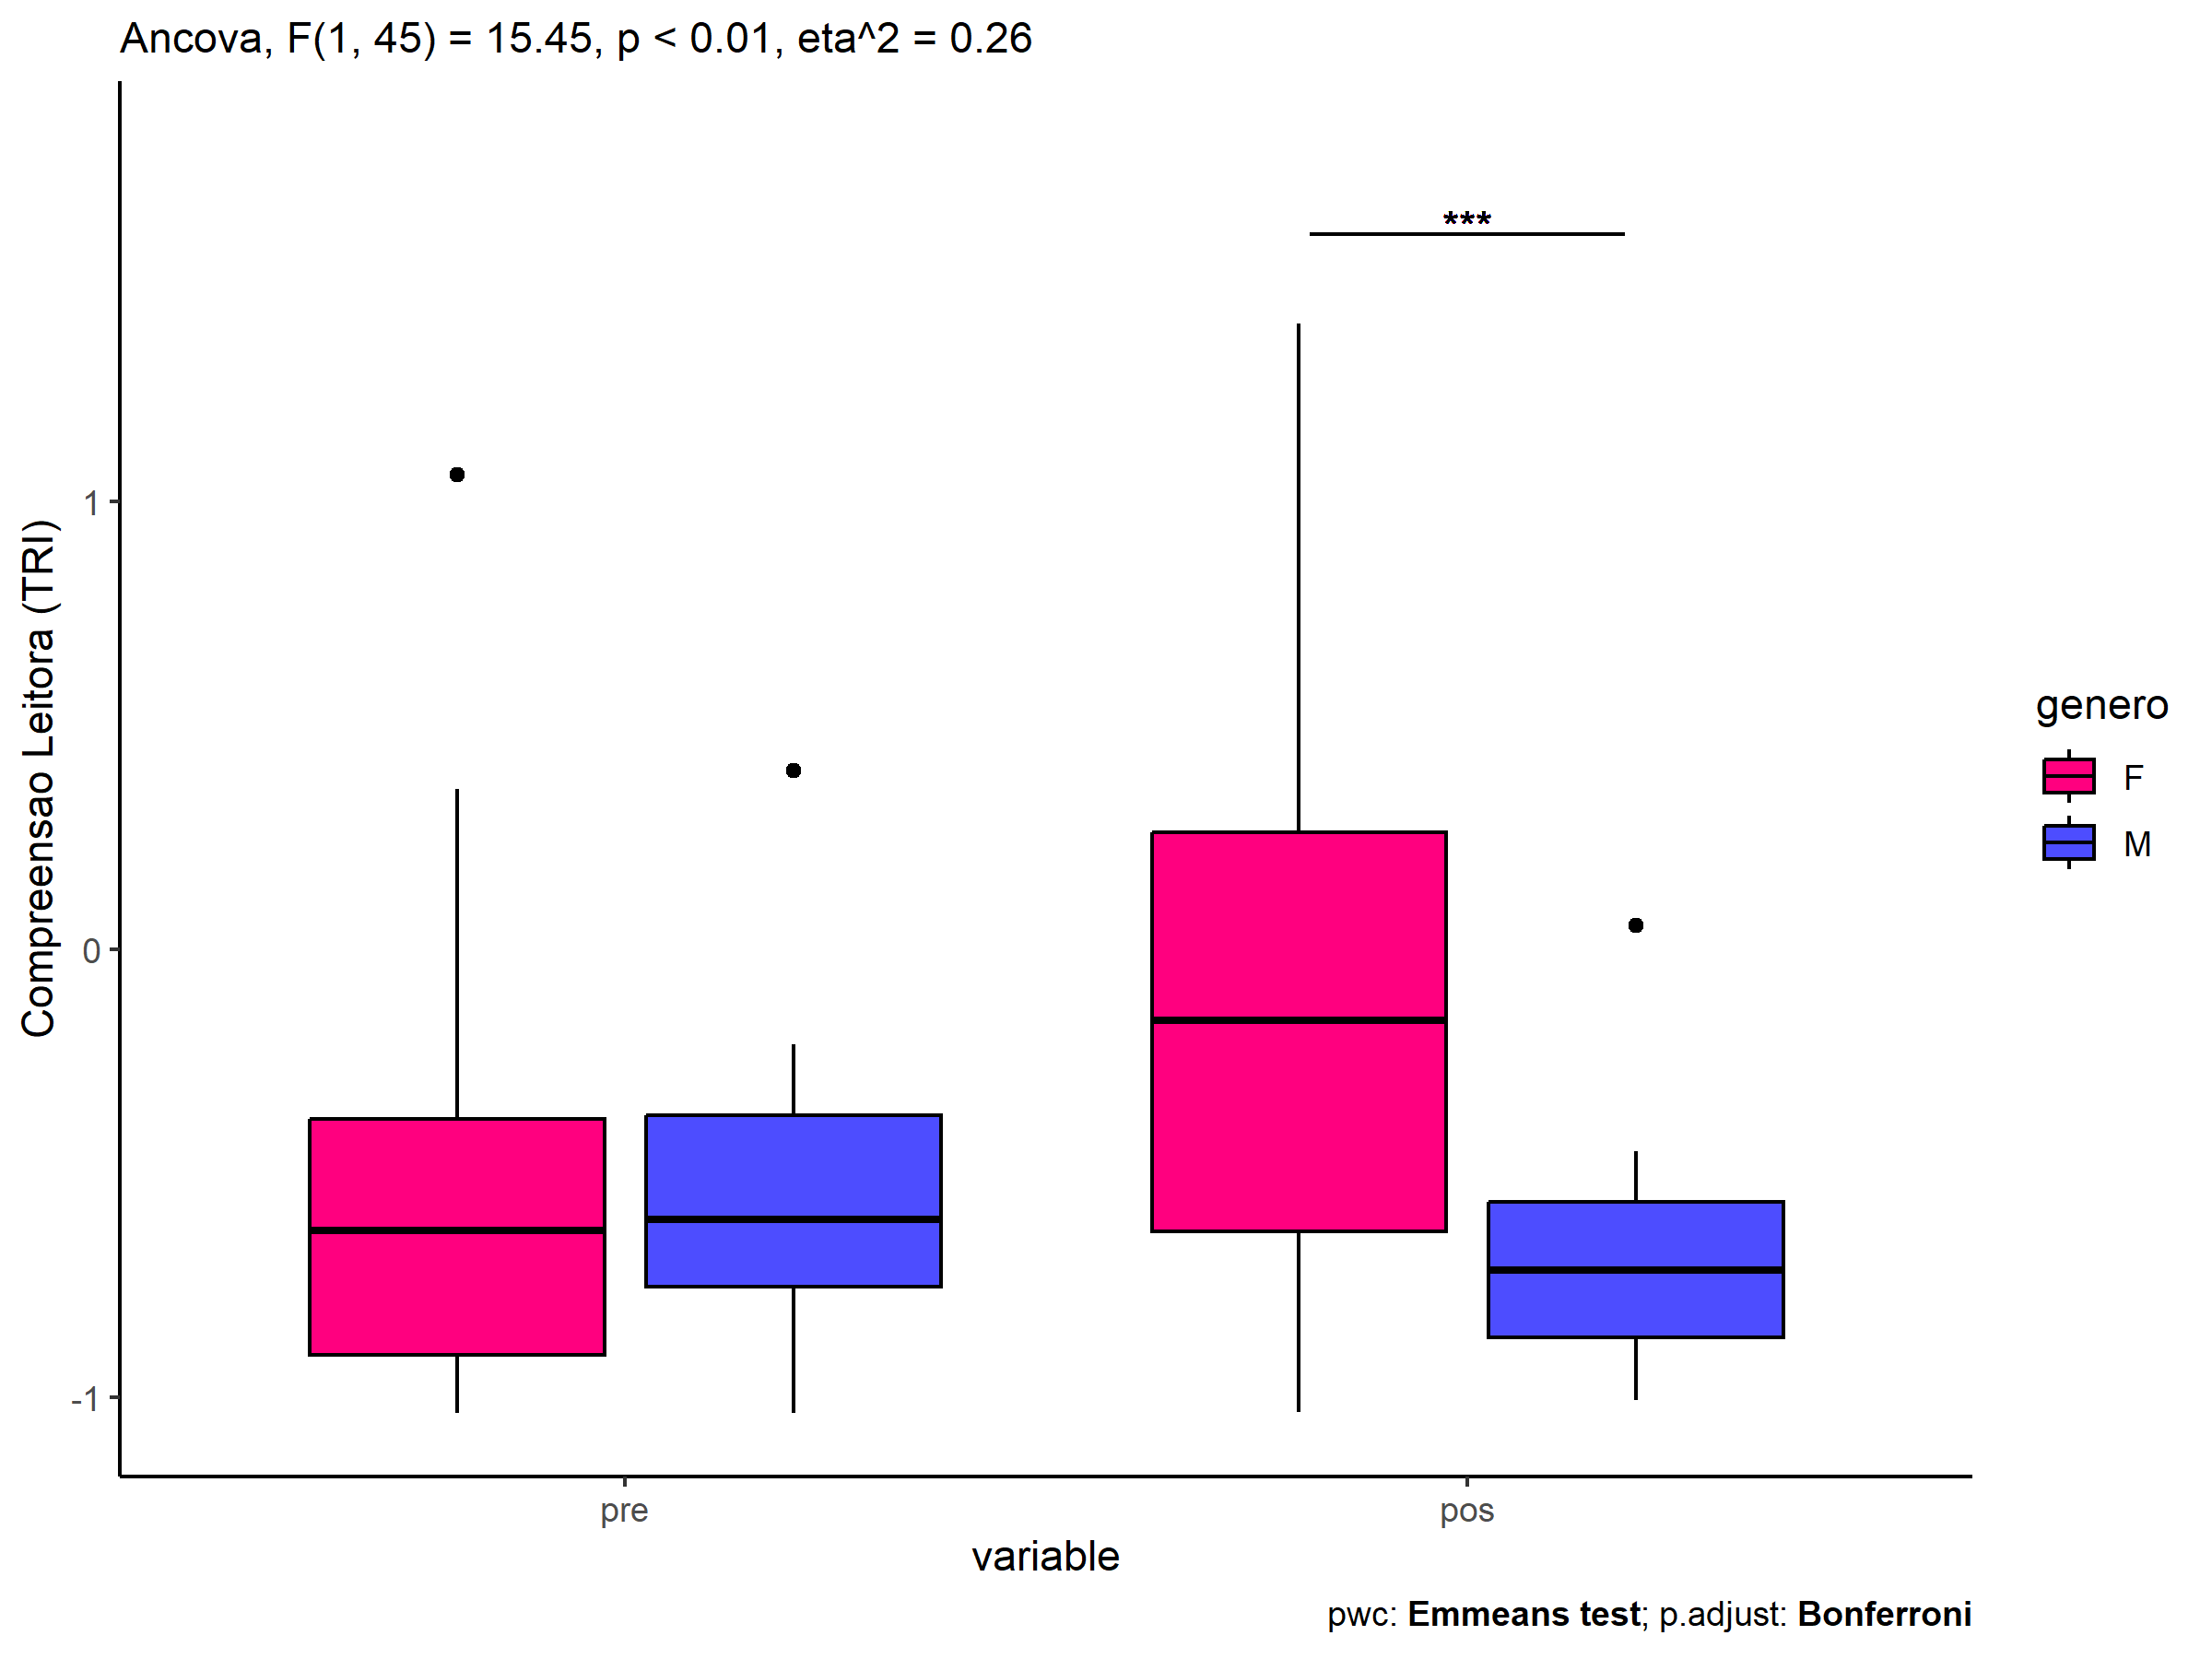 Ancova, F(1, 45) = 15.45, p < 0.01, eta^2 = 0.26
***
Compreensao Leitora (TRI)
1
0
-1
pre
pos
variable
genero
F
M
pwc: Emmeans test; p.adjust: Bonferroni